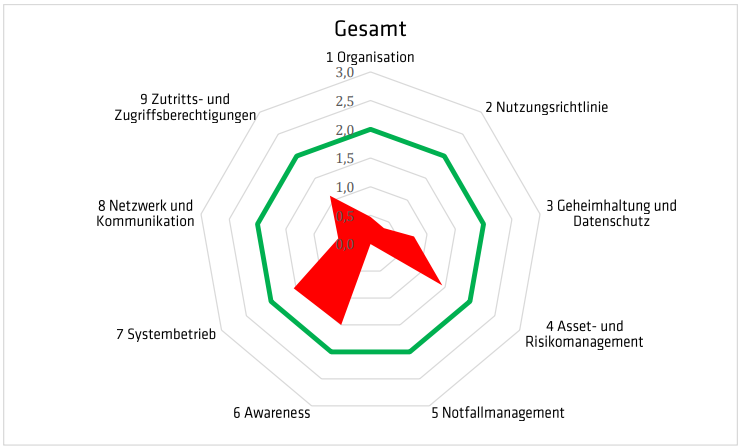 Gesamt
1 Organisation
3,0
2,5
2,0
1,5
1,0
0,5
0,0
2 Nutzungsrichtlinie
3 Geheimhaltung und
Datenschutz
4 Asset- und
Risikomanagement
5 Notfallmanagement
6 Awareness
7 Systembetrieb
8 Netzwerk und
Kommunikation
9 Zutritts- und
Zugriffsberechtigungen